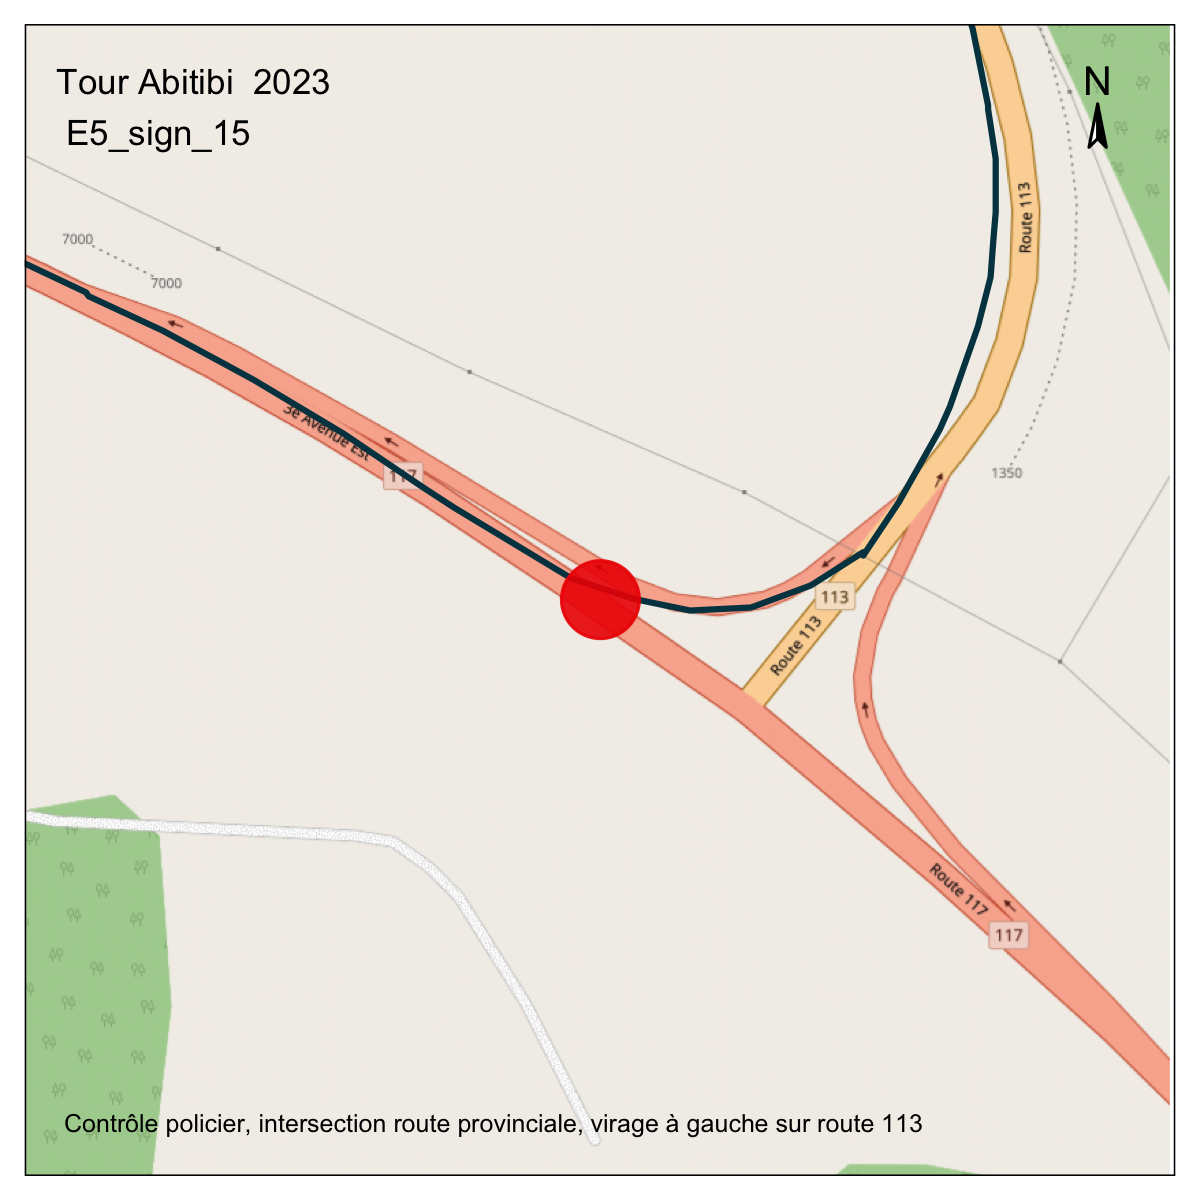 Tour Abitibi 2023
N
E5_sign_15
Route 113
7000
7000
3e Avenue Est
117
1350
113
Route 113
Route 117
117
Contrôle policier, intersection route provinciale, virage à gauche sur route 113